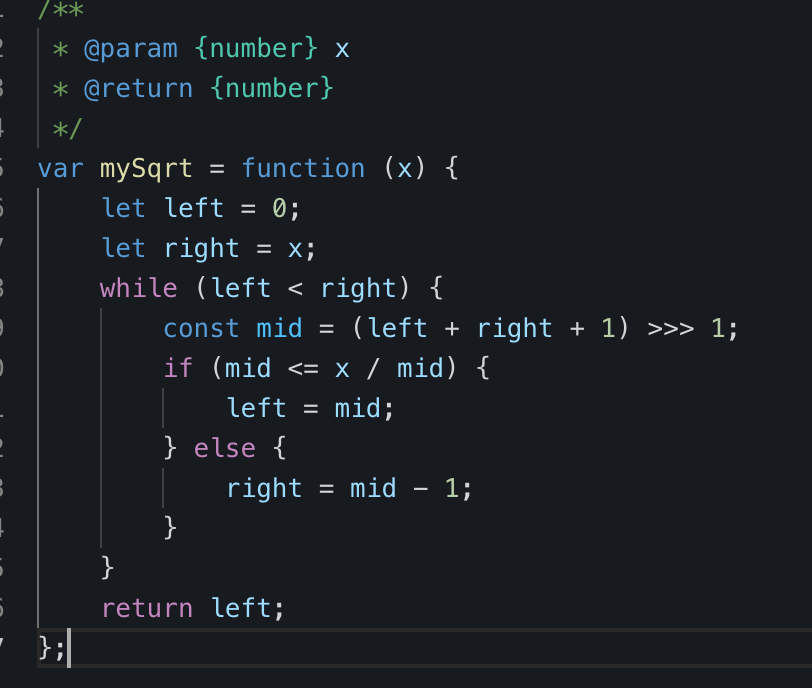 /**
 * @param {number} x
 * @return {number}
 */
var mySqrt = function (x) {
    let left = 0;
    let right = x;
    while (left < right) {
        const mid = (left + right + 1) >>> 1;
        if (mid <= x / mid) {
            left = mid;
        } else {
            right = mid - 1;
        }
    }
    return left;
};